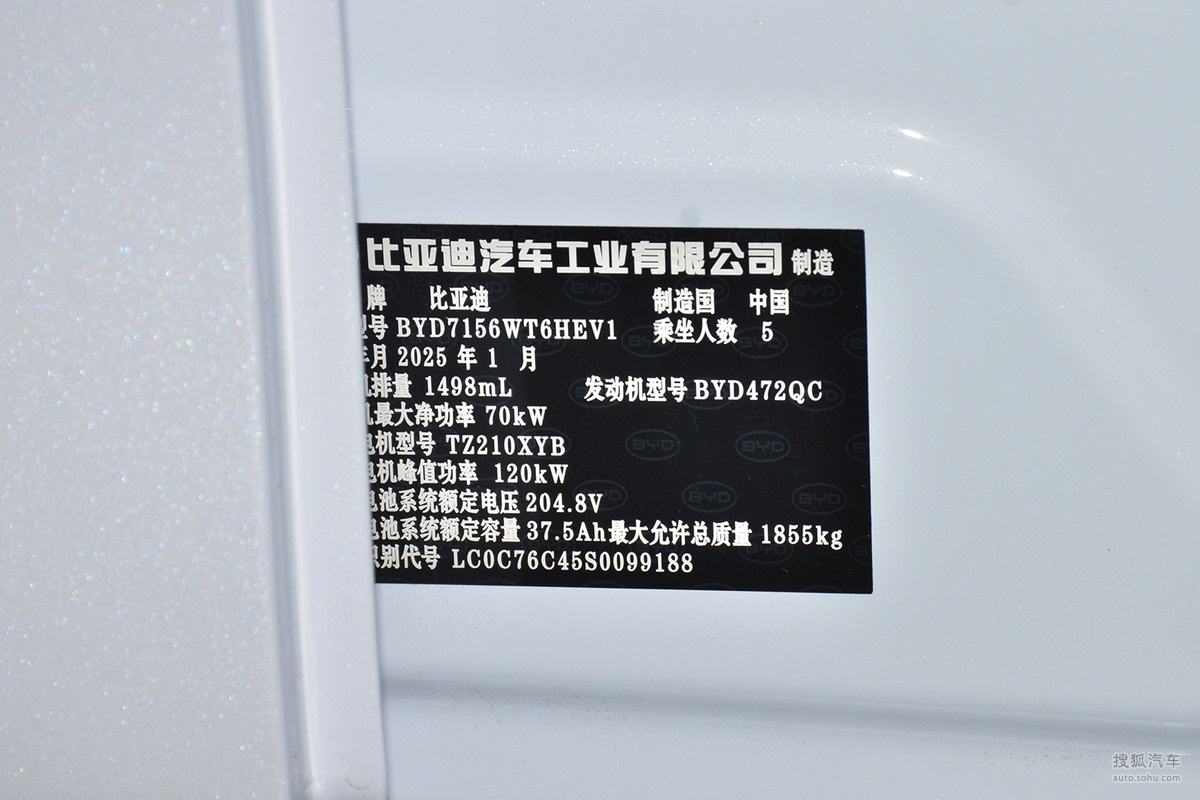 比亚迪汽车工业有限公司 制造
牌 比亚迪 制造国 中国
型号 BYD7156WT6HEV1 乘坐人数 5
年月 2025 年 1 月
机排量 1498mL 发动机型号 BYD472QC
机最大净功率 70kW
电机型号 TZ210XYB
电机峰值功率 120kW
电池系统额定电压 204.8V
电池系统额定容量 37.5Ah 最大允许总质量 1855kg
识别代号 LC0C76C45S0099188
搜狐汽车
auto.sohu.com